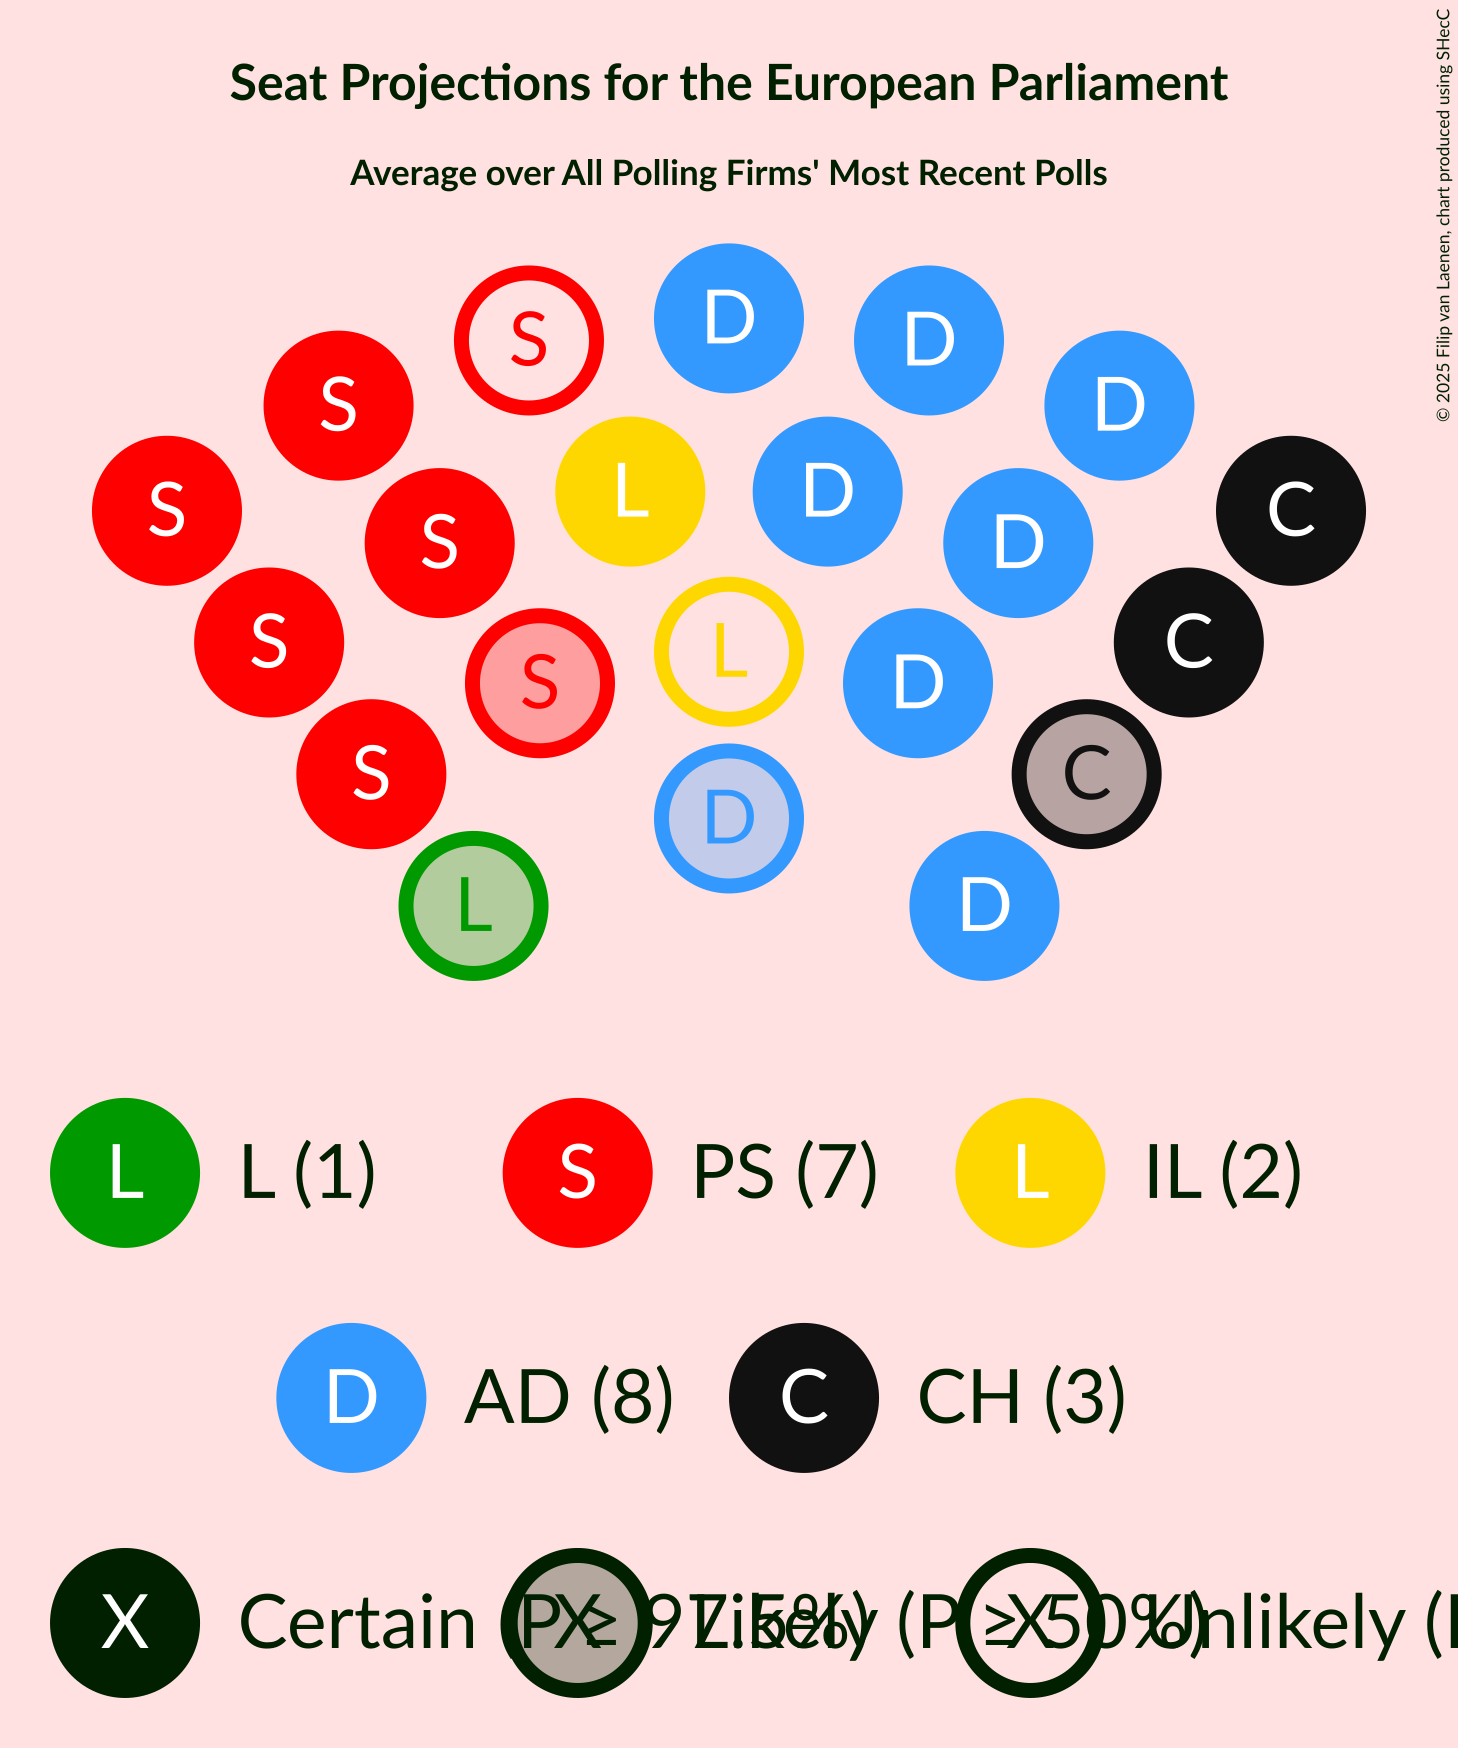 Seat Projections for the European Parliament
Average over All Polling Firms' Most Recent Polls
© 2025 Filip van Laenen, chart produced using SHecC
D
S D
S D
S C
L D
S D
S C
L
S D
S C
D
L D
L L (1) S PS (7) L IL (2)
D AD (8) C CH (3)
X Certain (P ≥ 97.5%) X Likely (P ≥ 50%) X Unlikely (